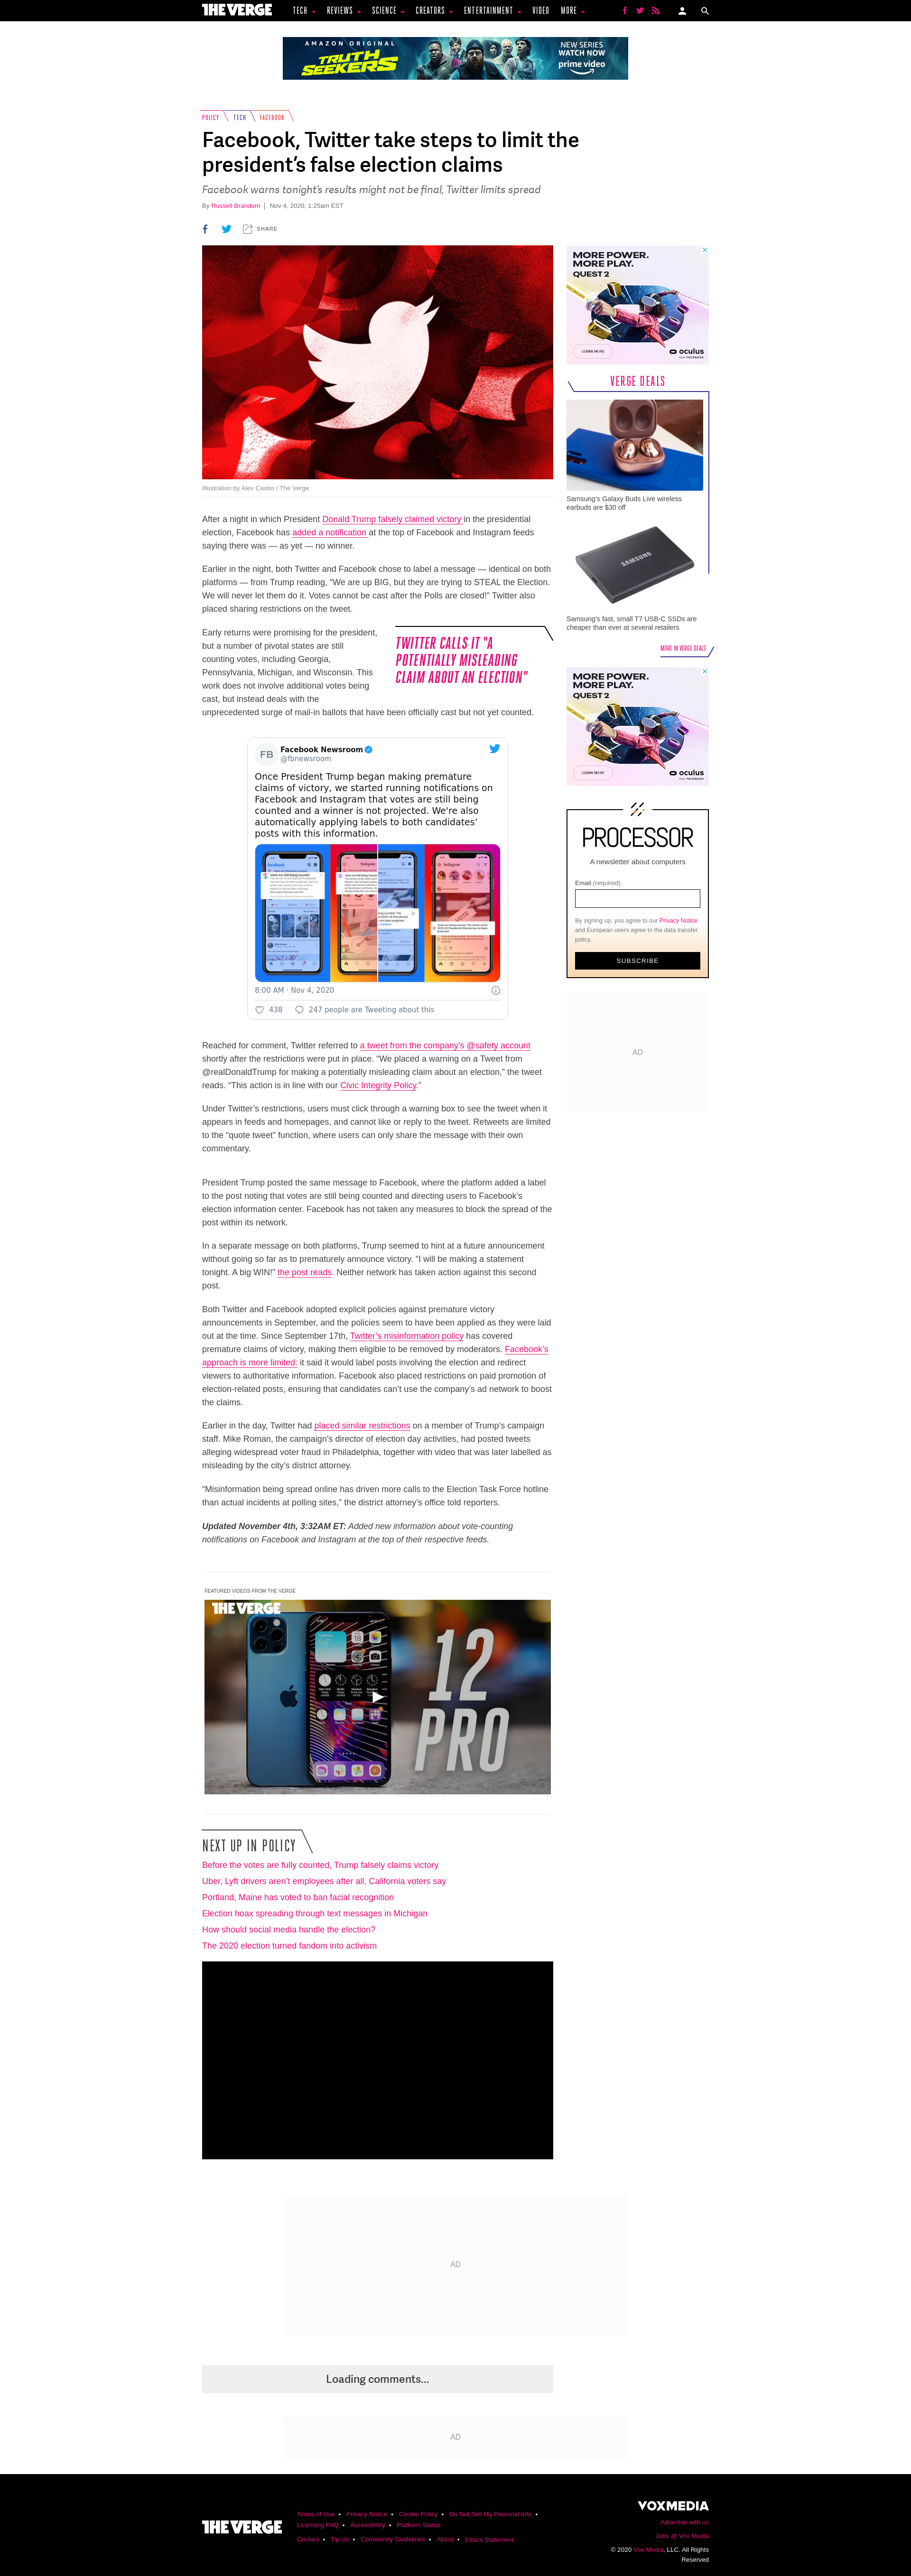 THE VERGE
TECH
REVIEWS
SCIENCE
CREATORS
ENTERTAINMENT
VIDEO
MORE
AMAZON ORIGINAL
TRUTH SEEKERS
NEW SERIES
WATCH NOW
prime video
POLICY
TECH
FACEBOOK
Facebook, Twitter take steps to limit the
president’s false election claims
Facebook warns tonight’s results might not be final, Twitter limits spread
By Russell Brandom | Nov 4, 2020, 1:25am EST
SHARE
Illustration by Alex Castro / The Verge
After a night in which President Donald Trump falsely claimed victory in the presidential
election, Facebook has added a notification at the top of Facebook and Instagram feeds
saying there was — as yet — no winner.
Earlier in the night, both Twitter and Facebook chose to label a message — identical on both
platforms — from Trump reading, “We are up BIG, but they are trying to STEAL the Election.
We will never let them do it. Votes cannot be cast after the Polls are closed!” Twitter also
placed sharing restrictions on the tweet.
Early returns were promising for the president,
but a number of pivotal states are still
counting votes, including Georgia,
Pennsylvania, Michigan, and Wisconsin. This
work does not involve additional votes being
cast, but instead deals with the
unprecedented surge of mail-in ballots that have been officially cast but not yet counted.
TWITTER CALLS IT "A
POTENTIALLY MISLEADING
CLAIM ABOUT AN ELECTION"
FB
Facebook Newsroom
@fbnewsroom
Once President Trump began making premature
claims of victory, we started running notifications on
Facebook and Instagram that votes are still being
counted and a winner is not projected. We're also
automatically applying labels to both candidates’
posts with this information.
8:00 AM · Nov 4, 2020
438
247 people are Tweeting about this
Reached for comment, Twitter referred to a tweet from the company’s @safety account
shortly after the restrictions were put in place. “We placed a warning on a Tweet from
@realDonaldTrump for making a potentially misleading claim about an election,” the tweet
reads. “This action is in line with our Civic Integrity Policy.”
Under Twitter’s restrictions, users must click through a warning box to see the tweet when it
appears in feeds and homepages, and cannot like or reply to the tweet. Retweets are limited
to the “quote tweet” function, where users can only share the message with their own
commentary.
President Trump posted the same message to Facebook, where the platform added a label
to the post noting that votes are still being counted and directing users to Facebook’s
election information center. Facebook has not taken any measures to block the spread of the
post within its network.
In a separate message on both platforms, Trump seemed to hint at a future announcement
without going so far as to prematurely announce victory. “I will be making a statement
tonight. A big WIN!” the post reads. Neither network has taken action against this second
post.
Both Twitter and Facebook adopted explicit policies against premature victory
announcements in September, and the policies seem to have been applied as they were laid
out at the time. Since September 17th, Twitter’s misinformation policy has covered
premature claims of victory, making them eligible to be removed by moderators. Facebook’s
approach is more limited: it said it would label posts involving the election and redirect
viewers to authoritative information. Facebook also placed restrictions on paid promotion of
election-related posts, ensuring that candidates can’t use the company’s ad network to boost
the claims.
Earlier in the day, Twitter had placed similar restrictions on a member of Trump’s campaign
staff. Mike Roman, the campaign’s director of election day activities, had posted tweets
alleging widespread voter fraud in Philadelphia, together with video that was later labelled as
misleading by the city’s district attorney.
“Misinformation being spread online has driven more calls to the Election Task Force hotline
than actual incidents at polling sites,” the district attorney’s office told reporters.
Updated November 4th, 3:32AM ET: Added new information about vote-counting
notifications on Facebook and Instagram at the top of their respective feeds.
MORE POWER.
MORE PLAY.
QUEST 2
LEARN MORE
oculus
from FACEBOOK
VERGE DEALS
Samsung’s Galaxy Buds Live wireless
earbuds are $30 off
SAMSUNG
Samsung’s fast, small T7 USB-C SSDs are
cheaper than ever at several retailers
MORE IN VERGE DEALS
MORE POWER.
MORE PLAY.
QUEST 2
LEARN MORE
oculus
from FACEBOOK
PROCESSOR
A newsletter about computers
Email (required)
By signing up, you agree to our Privacy Notice
and European users agree to the data transfer
policy.
SUBSCRIBE
AD
FEATURED VIDEOS FROM THE VERGE
THE VERGE
12
PRO
NEXT UP IN POLICY
Before the votes are fully counted, Trump falsely claims victory
Uber, Lyft drivers aren’t employees after all, California voters say
Portland, Maine has voted to ban facial recognition
Election hoax spreading through text messages in Michigan
How should social media handle the election?
The 2020 election turned fandom into activism
AD
Loading comments...
AD
THE VERGE
Terms of Use • Privacy Notice • Cookie Policy • Do Not Sell My Personal Info •
Licensing FAQ • Accessibility • Platform Status
Contact • Tip Us • Community Guidelines • About • Ethics Statement
VOXMEDIA
Advertise with us
Jobs @ Vox Media
© 2020 Vox Media, LLC. All Rights
Reserved